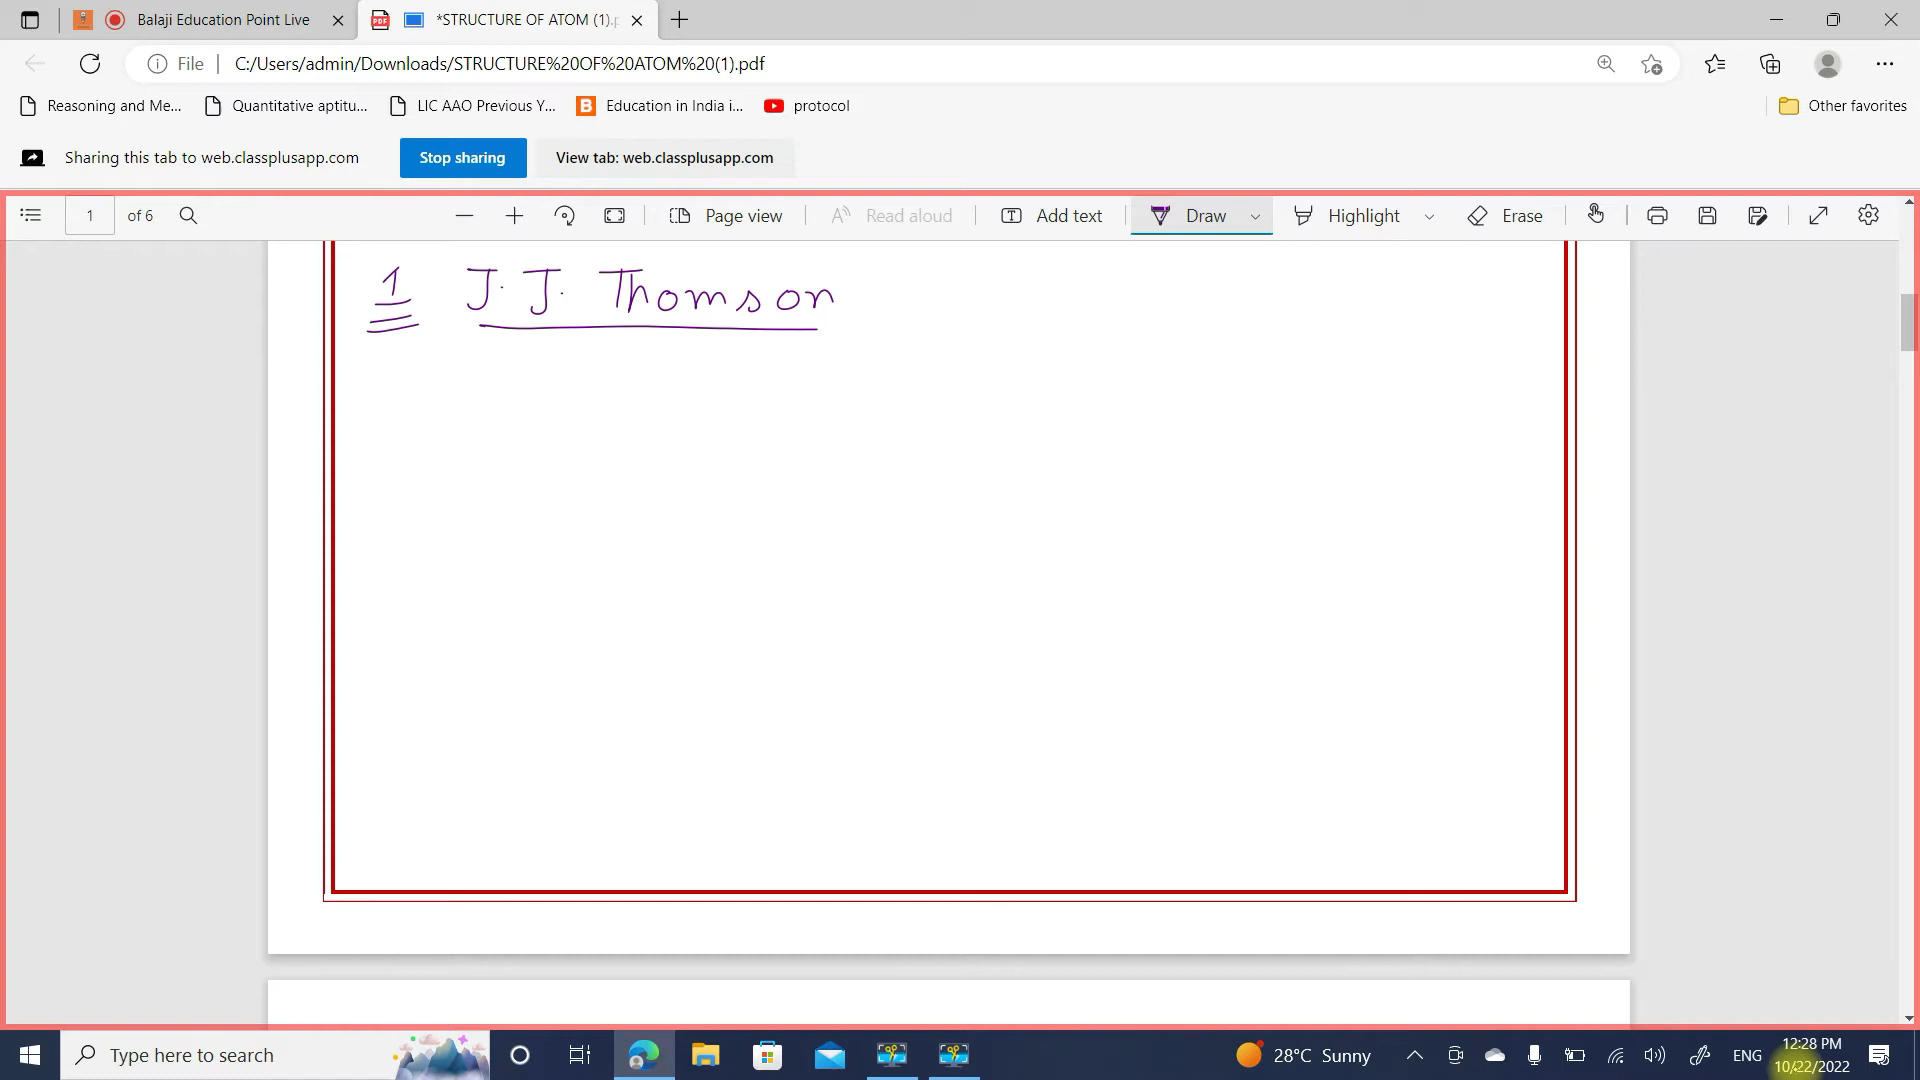 Balaji Education Point Live
*STRUCTURE OF ATOM (1).p
File C:/Users/admin/Downloads/STRUCTURE%20OF%20ATOM%20(1).pdf
Reasoning and Me... Quantitative aptitu... LIC AAO Previous Y... Education in India i... protocol Other favorites
Sharing this tab to web.classplusapp.com Stop sharing View tab: web.classplusapp.com
1 of 6 Page view Read aloud Add text Draw Highlight Erase
1 J. J. Thomson
Type here to search 28°C Sunny ENG 12:28 PM
10/22/2022